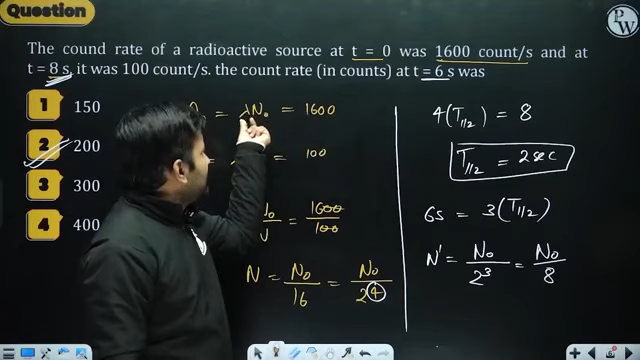 Question
PW
The cound rate of a radioactive source at t = 0 was 1600 count/s and at
t = 8 s, it was 100 count/s. the count rate (in counts) at t = 6 s was
1 150
2 200
3 300
4 400
= λN₀ = 1600
= 100
= 1600/100
N = N₀/16 = N₀/2⁴
4(T1/2) = 8
T1/2 = 2 sec
6s = 3(T1/2)
N' = N₀/2³ = N₀/8